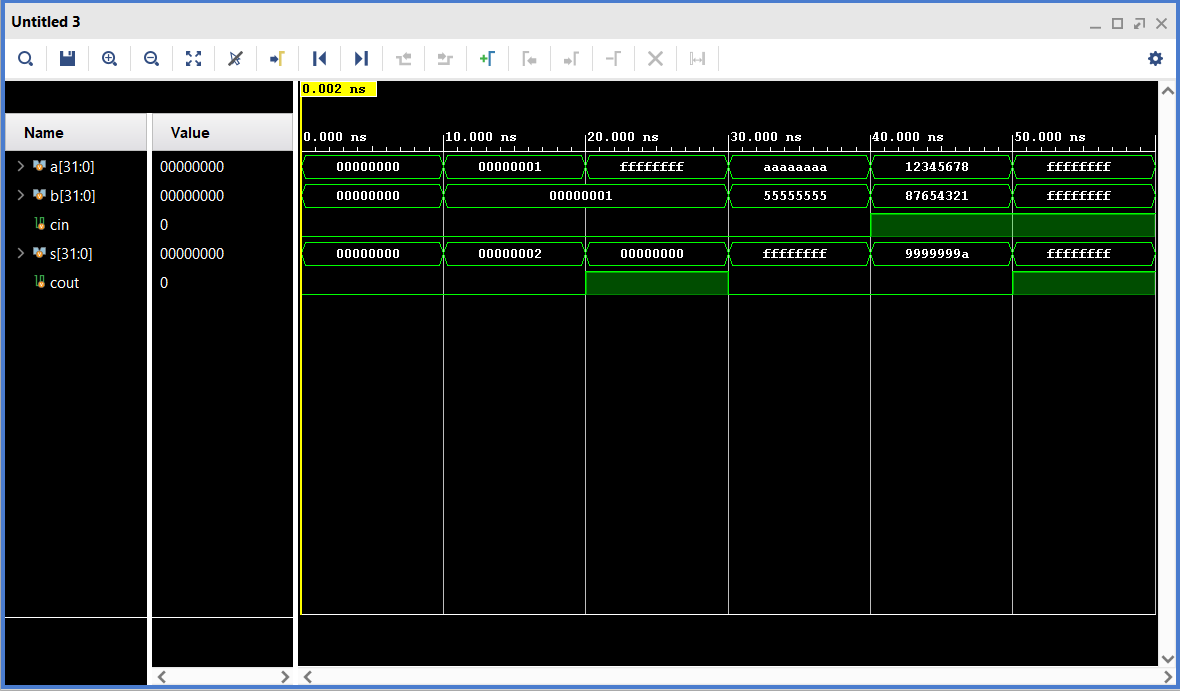 Untitled 3
0.002 ns
Name Value
0.000 ns 10.000 ns 20.000 ns 30.000 ns 40.000 ns 50.000 ns
a[31:0] 00000000 00000000 00000001 ffffffff aaaaaaaa 12345678 ffffffff
b[31:0] 00000000 00000000 00000001 55555555 87654321 ffffffff
cin 0
s[31:0] 00000000 00000000 00000002 00000000 ffffffff 9999999a ffffffff
cout 0